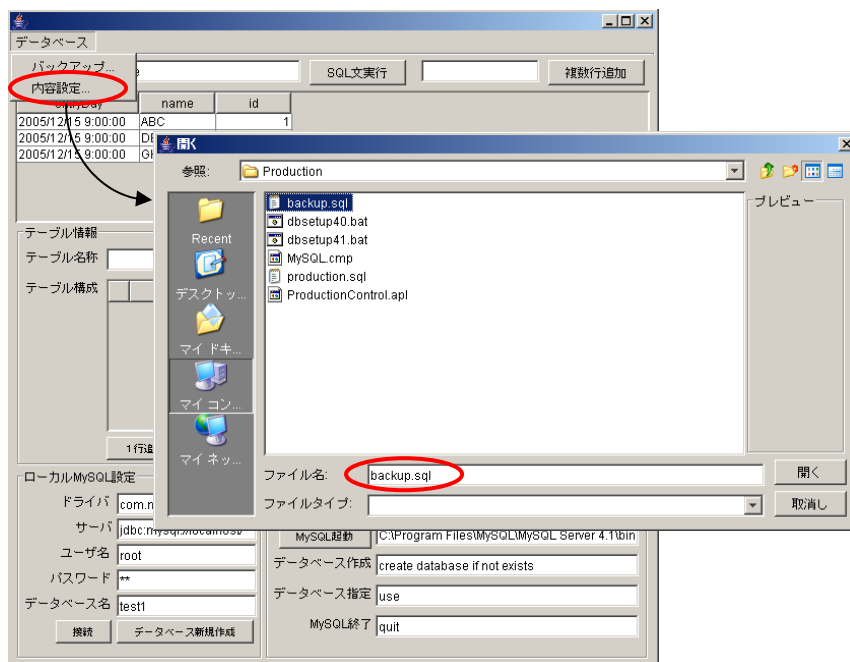 データベース
バックアップ...
内容設定...
SQL文実行
複数行追加
name
id
2005/12/15 9:00:00
ABC
1
2005/12/15 9:00:00
2005/12/15 9:00:00
開く
参照:
Production
プレビュー
Recent
デスクトッ...
マイ ドキ...
マイ コン...
マイ ネッ...
backup.sql
dbsetup40.bat
dbsetup41.bat
MySQL.cmp
production.sql
ProductionControl.apl
ファイル名:
backup.sql
開く
ファイルタイプ:
取消し
テーブル情報
テーブル名称
テーブル構成
ローカルMySQL設定
ドライバ
サーバ
jdbc:mysql://localhost/
ユーザ名
root
パスワード
**
データベース名
test1
接続
データベース新規作成
MySQL起動
C:\Program Files\MySQL\MySQL Server 4.1\bin
データベース作成
create database if not exists
データベース指定
use
MySQL終了
quit